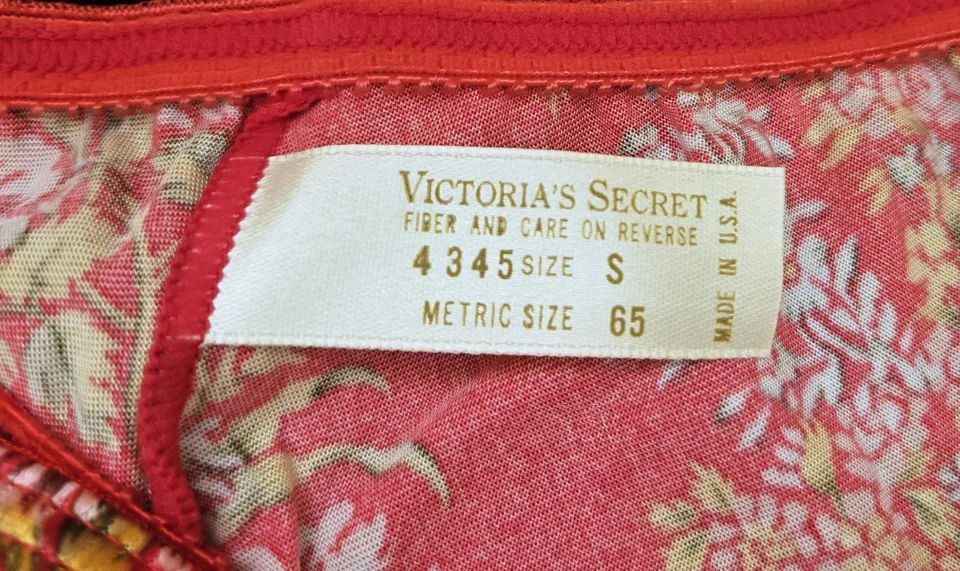 VICTORIA'S SECRET
FIBER AND CARE ON REVERSE
4345 SIZE S
METRIC SIZE 65
MADE IN U.S.A.